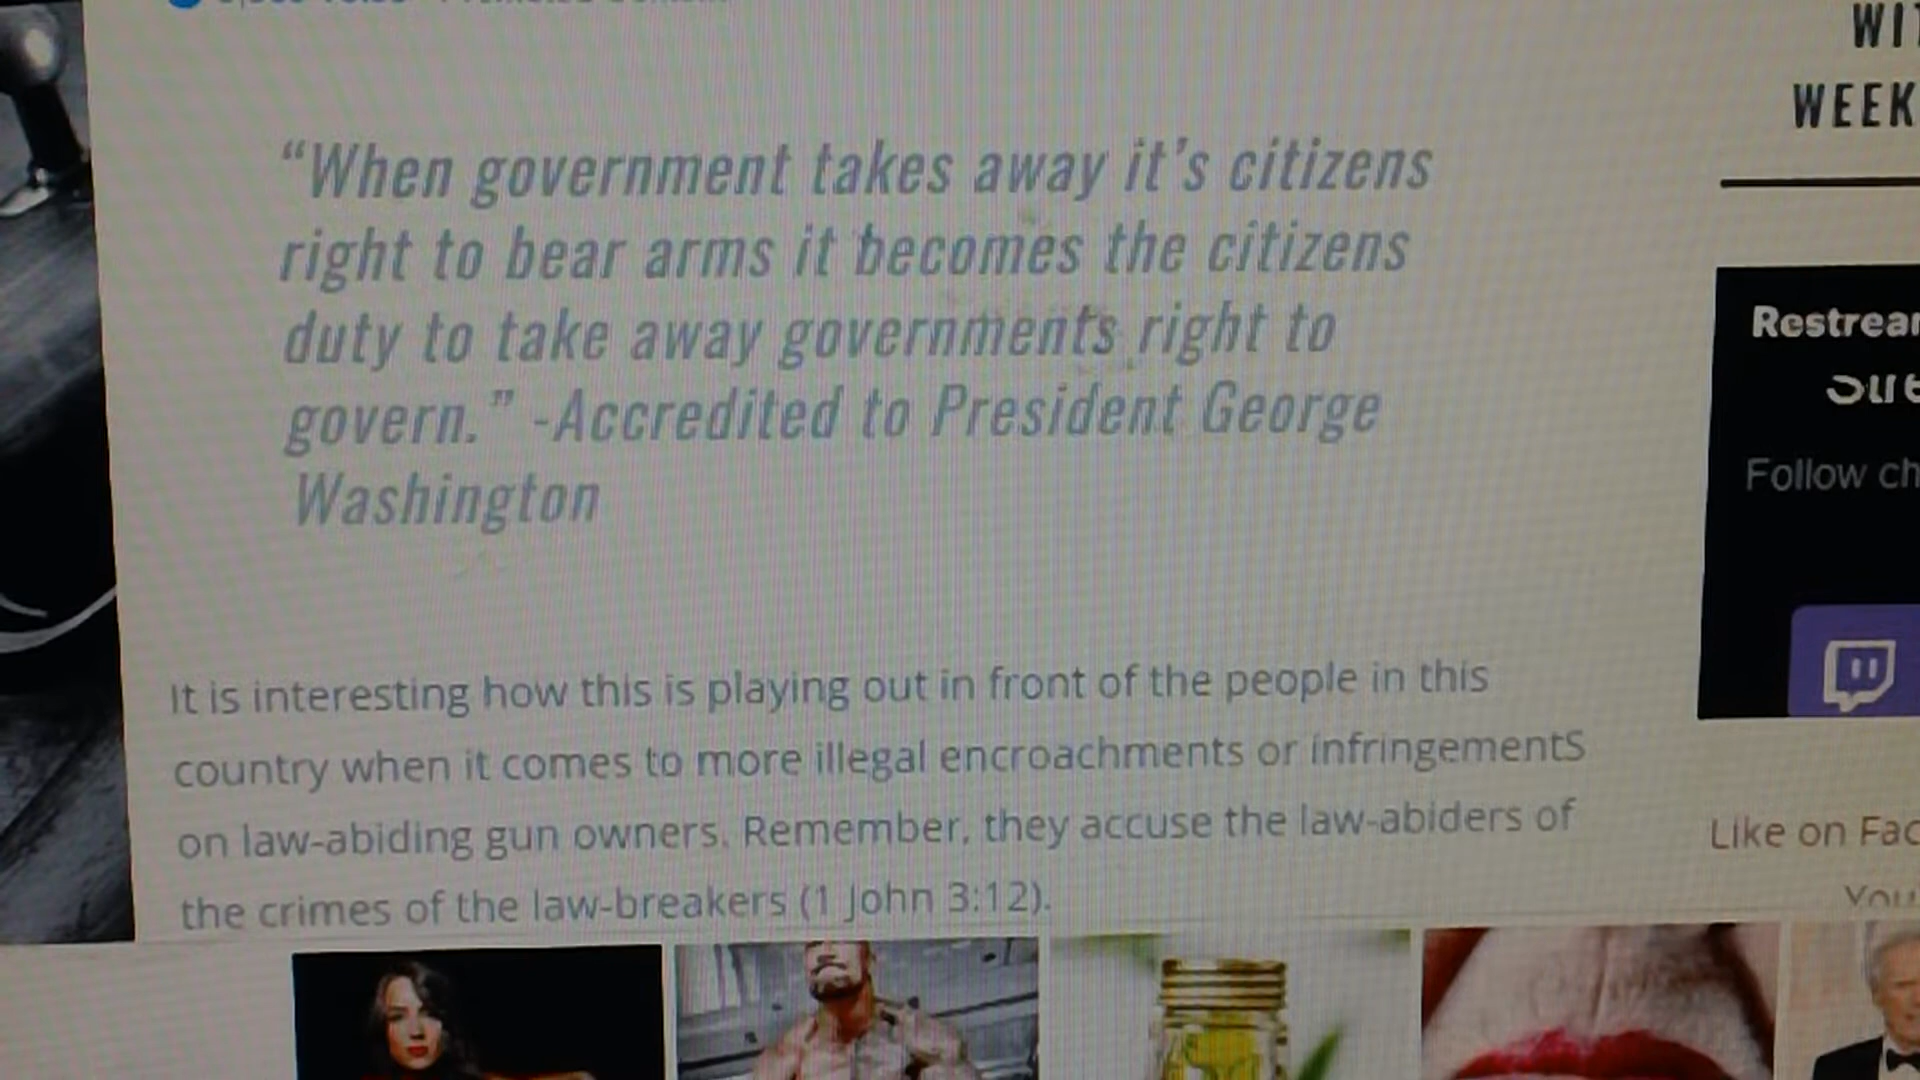 WEEK
“When government takes away it’s citizens
right to bear arms it becomes the citizens
duty to take away governments right to
govern.” -Accredited to President George
Washington
It is interesting how this is playing out in front of the people in this
country when it comes to more illegal encroachments or infringements
on law-abiding gun owners. Remember, they accuse the law-abiders of
the crimes of the law-breakers (1 John 3:12).
Follow
Like on
You